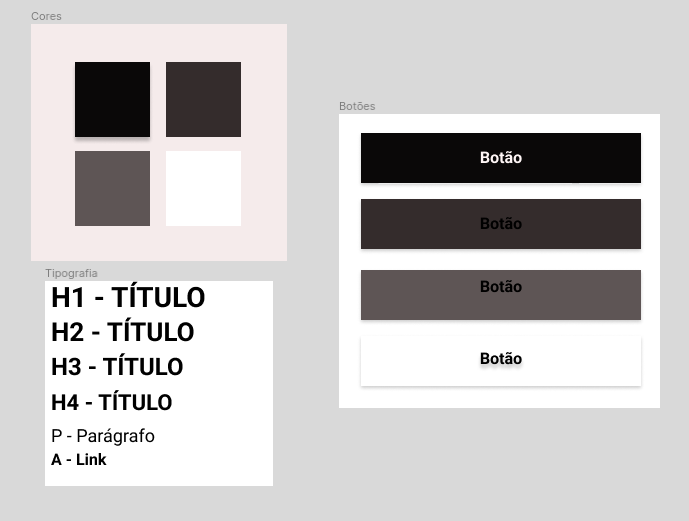 Cores
Tipografia
H1 - TÍTULO
H2 - TÍTULO
H3 - TÍTULO
H4 - TÍTULO
P - Parágrafo
A - Link
Botões
Botão
Botão
Botão
Botão